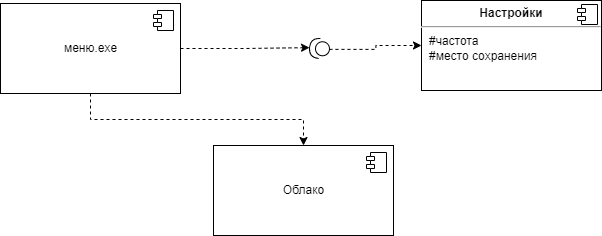 меню.exe
Настройки
#частота
#место сохранения
Облако